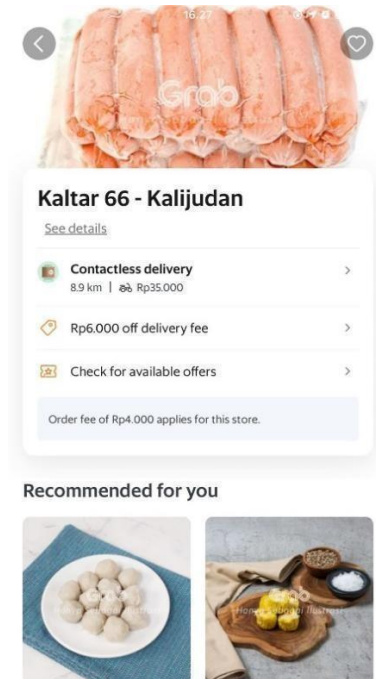 16.27
Grab
Kaltar 66 - Kalijudan
See details
Contactless delivery
8.9 km | Rp35.000
Rp6.000 off delivery fee
Check for available offers
Order fee of Rp4.000 applies for this store.
Recommended for you
Grab
Grab